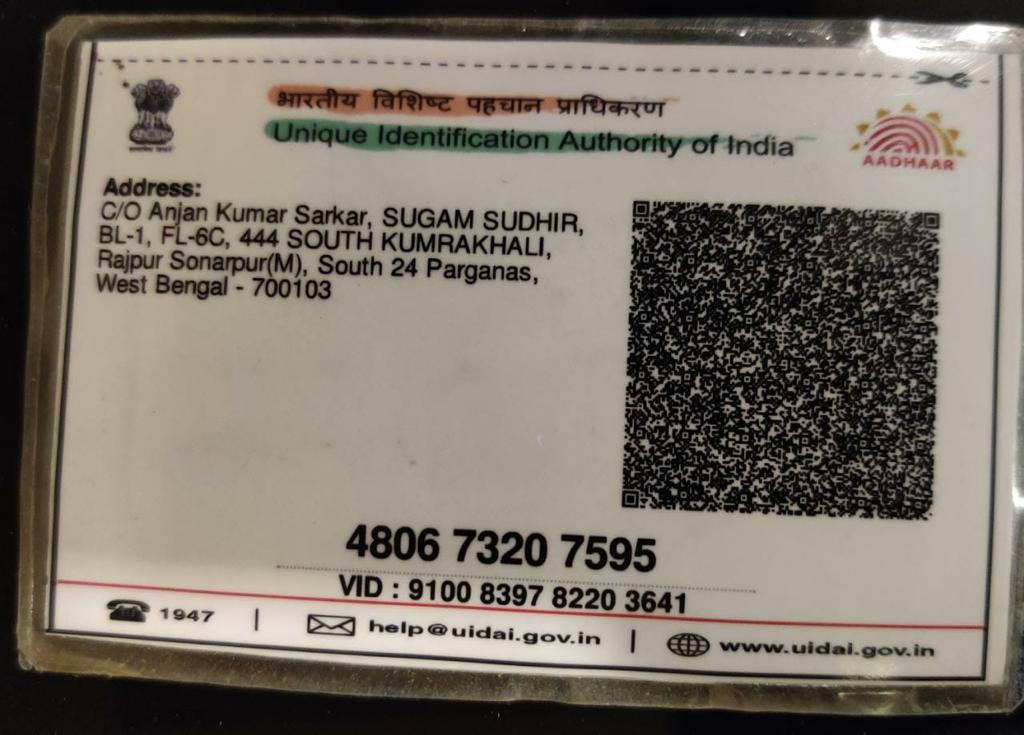 भारतीय विशिष्ट पहचान प्राधिकरण
Unique Identification Authority of India
AADHAAR
Address:
C/O Anjan Kumar Sarkar, SUGAM SUDHIR,
BL-1, FL-6C, 444 SOUTH KUMRAKHALI,
Rajpur Sonarpur(M), South 24 Parganas,
West Bengal - 700103
4806 7320 7595
VID : 9100 8397 8220 3641
1947 | help@uidai.gov.in | www.uidai.gov.in